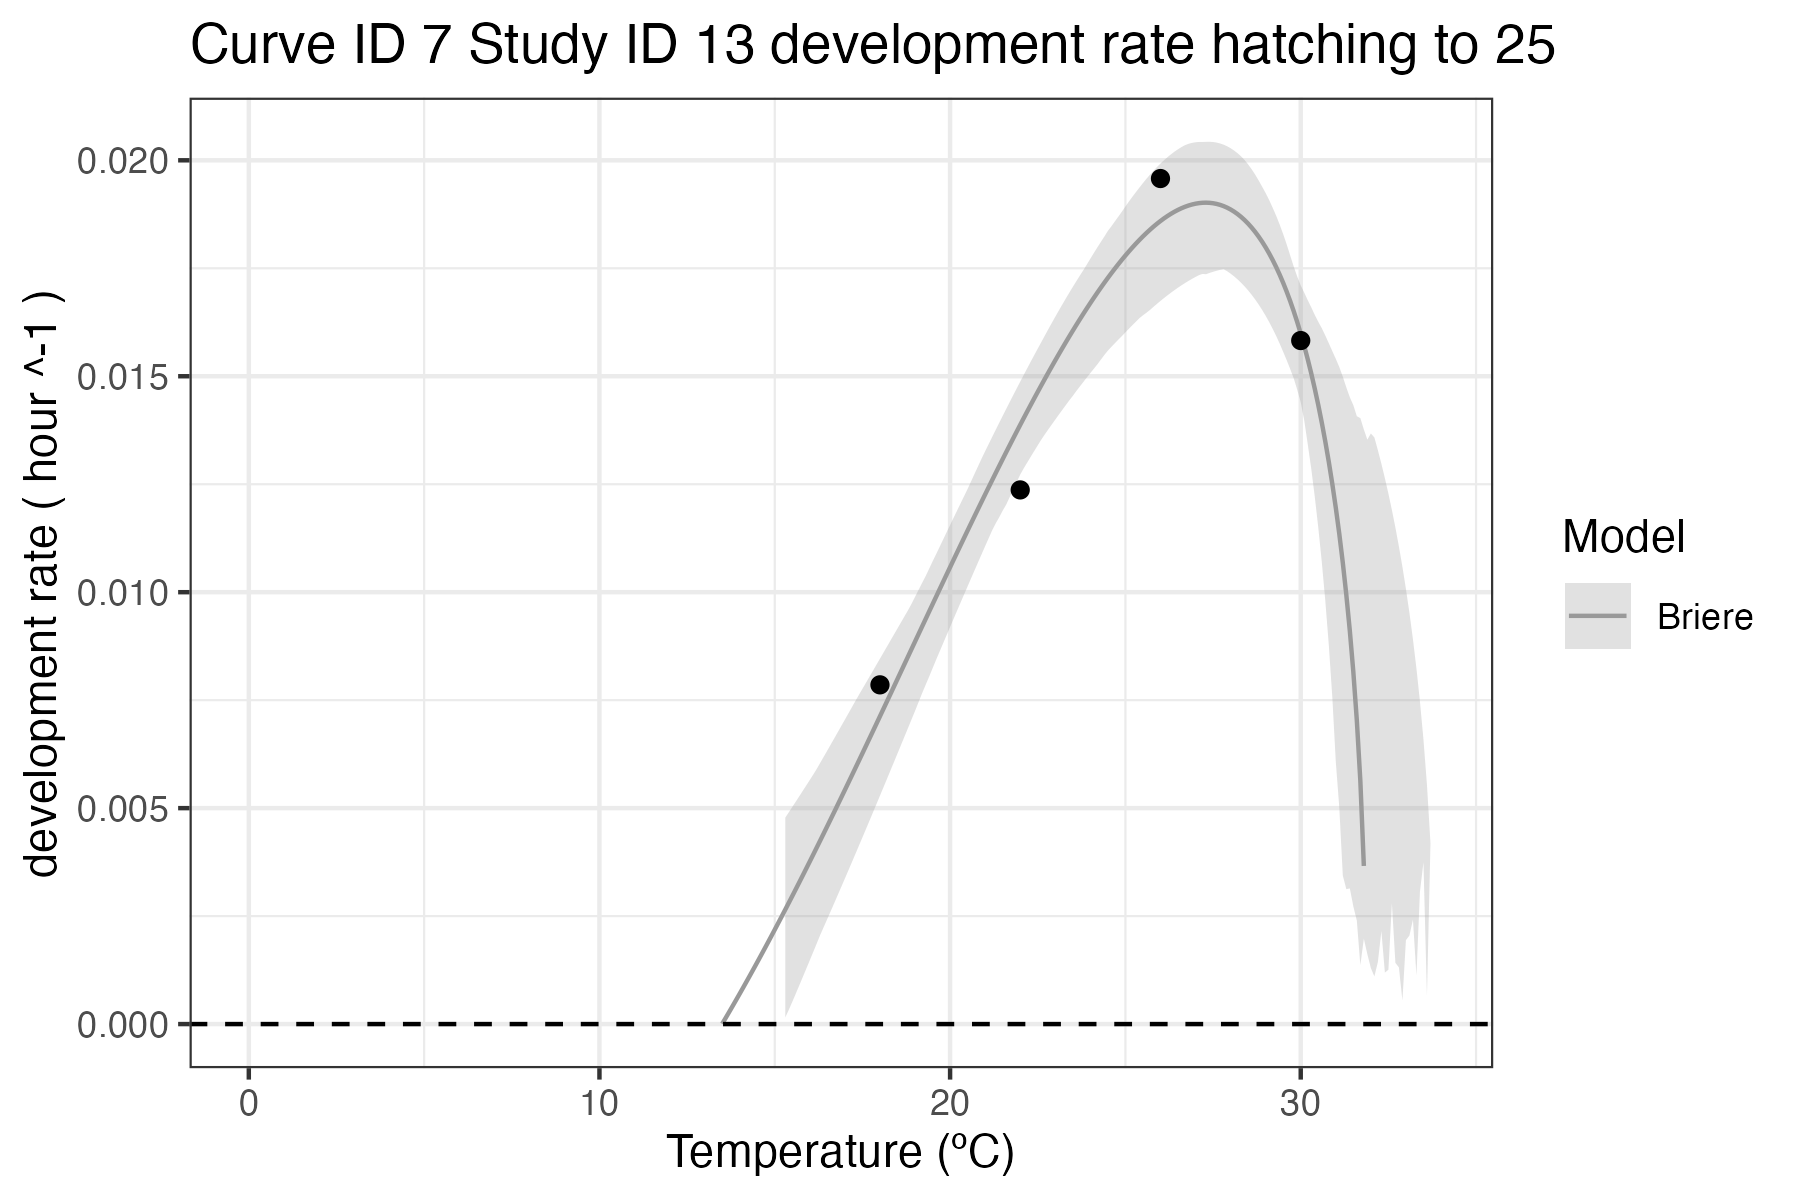 Curve ID 7 Study ID 13 development rate hatching to 25
development rate ( hour ^-1 )
0.020
0.015
0.010
0.005
0.000
0
10
20
30
Temperature (ºC)
Model
Briere